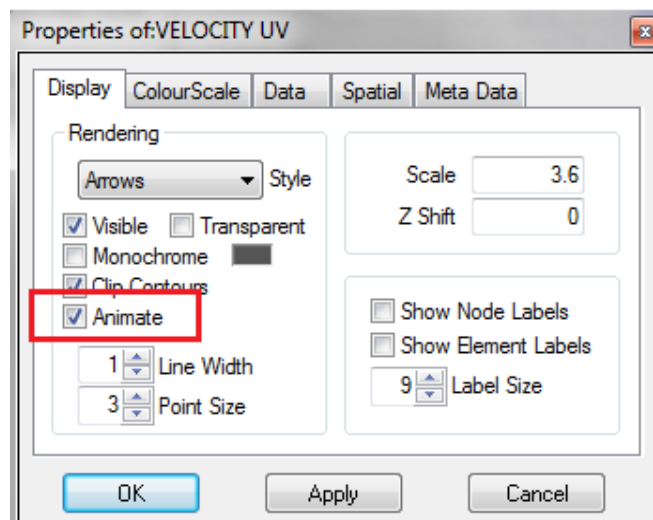 Properties of:VELOCITY UV
Display ColourScale Data Spatial Meta Data
Rendering
Arrows Style
Visible Transparent
Monochrome
Clip Contours
Animate
1 Line Width
3 Point Size
Scale 3.6
Z Shift 0
Show Node Labels
Show Element Labels
9 Label Size
OK Apply Cancel